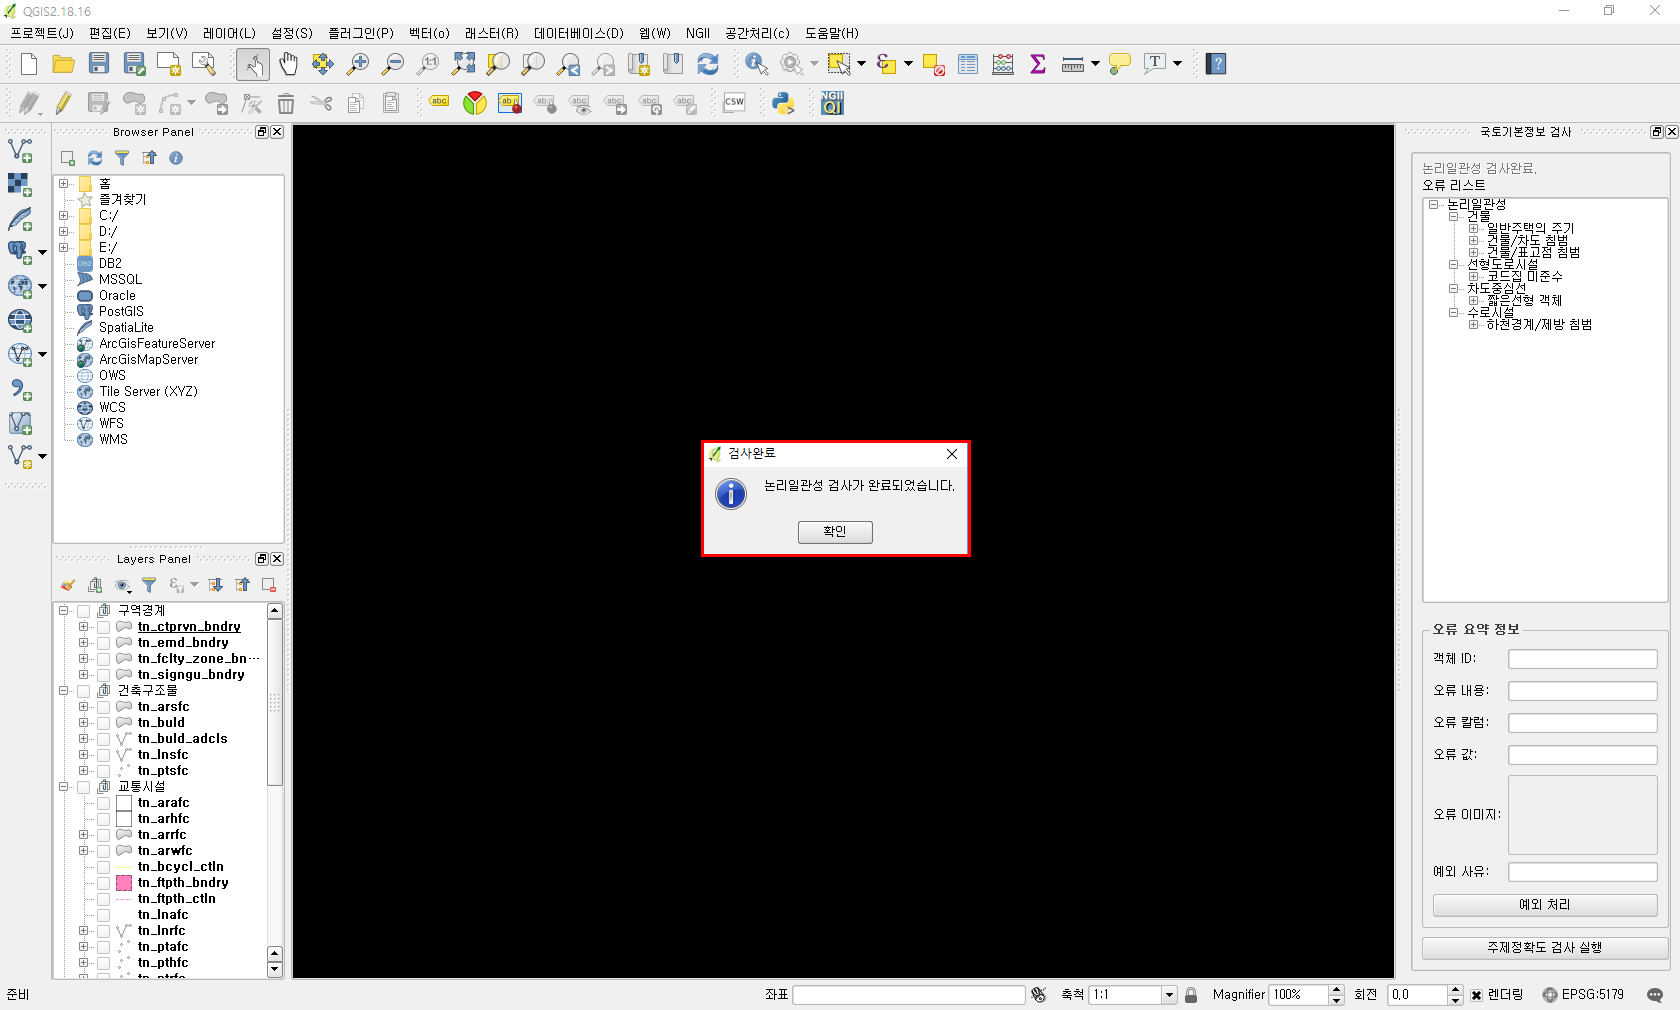 QGIS2.18.16
프로젝트(J) 편집(E) 보기(V) 레이어(L) 설정(S) 플러그인(P) 벡터(o) 래스터(R) 데이터베이스(D) 웹(W) NGII 공간처리(c) 도움말(H)
Browser Panel
홈
즐겨찾기
C:/
D:/
E:/
DB2
MSSQL
Oracle
PostGIS
SpatiaLite
ArcGisFeatureServer
ArcGisMapServer
OWS
Tile Server (XYZ)
WCS
WFS
WMS
Layers Panel
구역경계
tn_ctprvn_bndry
tn_emd_bndry
tn_fclty_zone_bn…
tn_signgu_bndry
건축구조물
tn_arsfc
tn_buld
tn_buld_adcls
tn_lnsfc
tn_ptsfc
교통시설
tn_arafc
tn_arhfc
tn_arrfc
tn_arwfc
tn_bcycl_ctln
tn_ftpth_bndry
tn_ftpth_ctln
tn_lnafc
tn_lnrfc
tn_ptafc
tn_pthfc
tn_ptrfc
검사완료
논리일관성 검사가 완료되었습니다.
확인
국토기본정보 검사
논리일관성 검사완료.
오류 리스트
논리일관성
건물
일반주택의 주기
건물/차도 침범
건물/표고점 침범
선형도로시설
코드집 미준수
차도중심선
짧은선형 객체
수로시설
하천경계/제방 침범
오류 요약 정보
객체 ID:
오류 내용:
오류 칼럼:
오류 값:
오류 이미지:
예외 사유:
예외 처리
주제정확도 검사 실행
준비 좌표 축척 1:1 Magnifier 100% 회전 0.0 렌더링 EPSG:5179